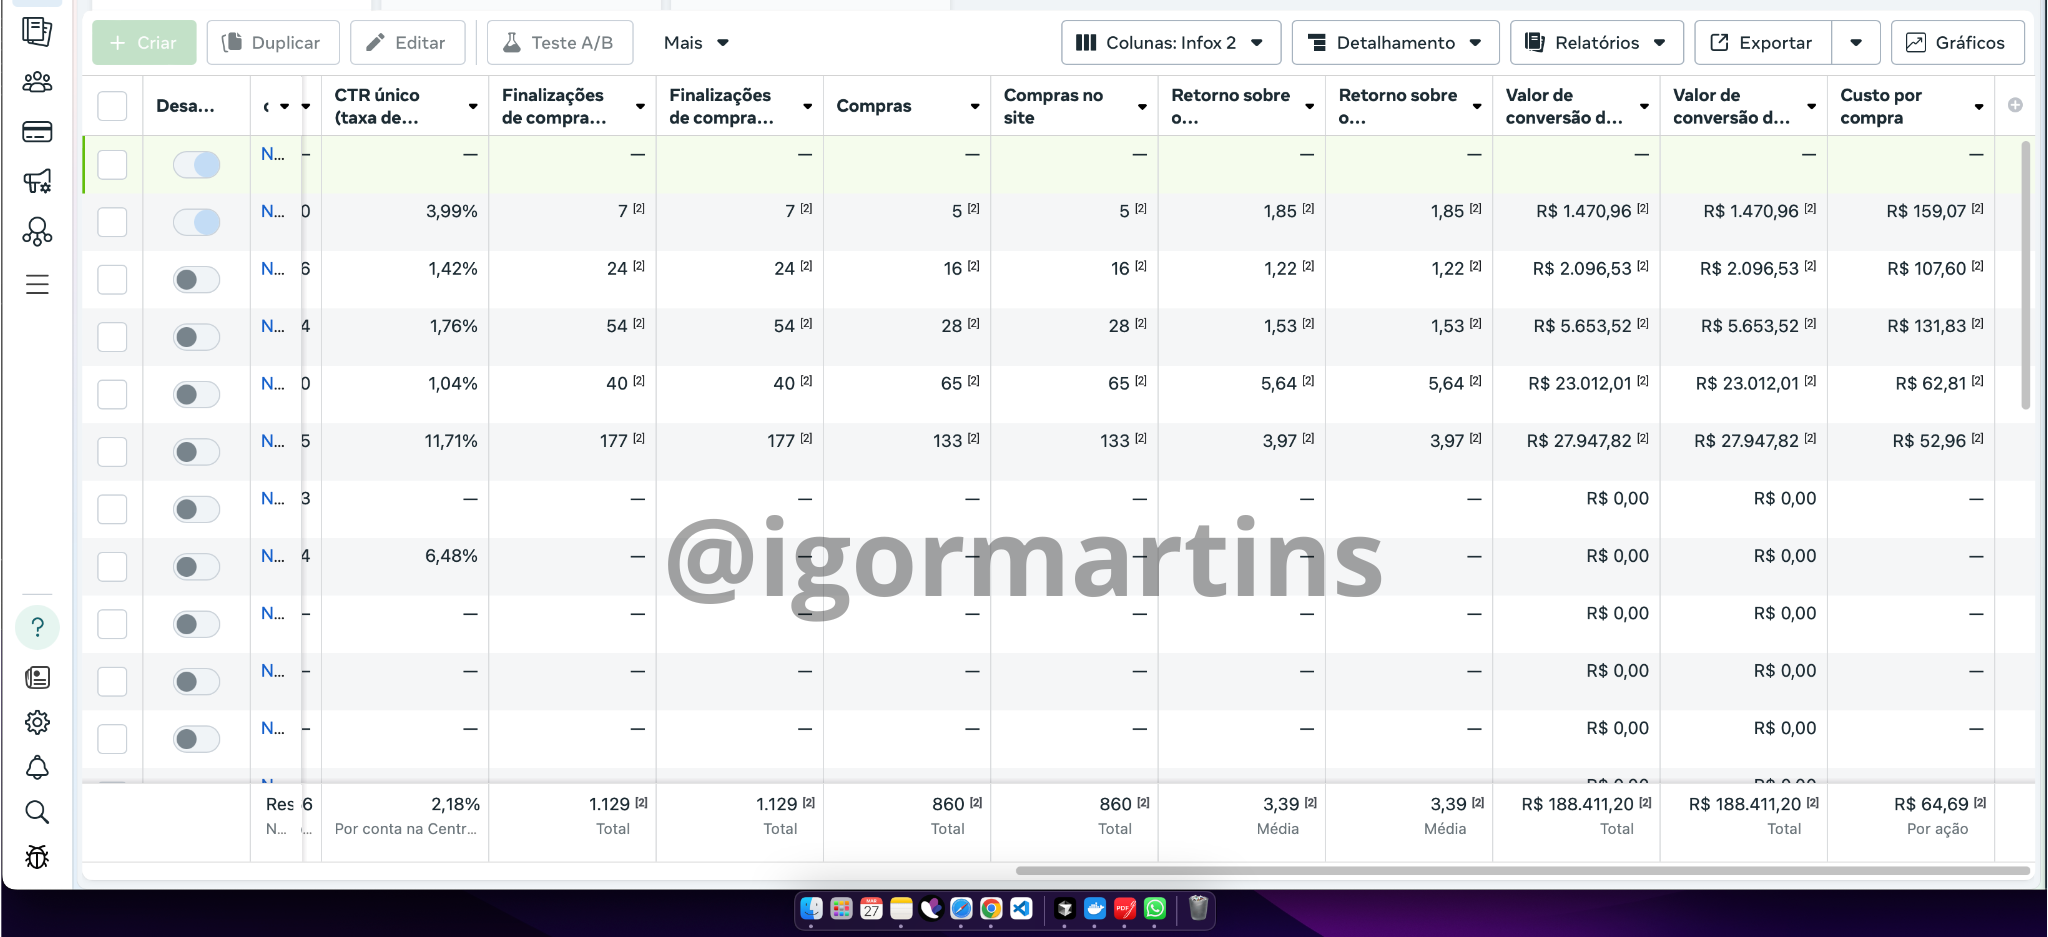 Criar Duplicar Editar Teste A/B Mais Colunas: Infox 2 Detalhamento Relatórios Exportar Gráficos
Desa... CTR único (taxa de... Finalizações de compra... Finalizações de compra... Compras Compras no site Retorno sobre o... Retorno sobre o... Valor de conversão d... Valor de conversão d... Custo por compra
N... – — — — — — — — — — —
N... 0 3,99% 7 [2] 7 [2] 5 [2] 5 [2] 1,85 [2] 1,85 [2] R$ 1.470,96 [2] R$ 1.470,96 [2] R$ 159,07 [2]
N... 6 1,42% 24 [2] 24 [2] 16 [2] 16 [2] 1,22 [2] 1,22 [2] R$ 2.096,53 [2] R$ 2.096,53 [2] R$ 107,60 [2]
N... 4 1,76% 54 [2] 54 [2] 28 [2] 28 [2] 1,53 [2] 1,53 [2] R$ 5.653,52 [2] R$ 5.653,52 [2] R$ 131,83 [2]
N... 0 1,04% 40 [2] 40 [2] 65 [2] 65 [2] 5,64 [2] 5,64 [2] R$ 23.012,01 [2] R$ 23.012,01 [2] R$ 62,81 [2]
N... 5 11,71% 177 [2] 177 [2] 133 [2] 133 [2] 3,97 [2] 3,97 [2] R$ 27.947,82 [2] R$ 27.947,82 [2] R$ 52,96 [2]
N... 3 — — — — — — — R$ 0,00 R$ 0,00 —
N... 4 6,48% — — — — — — R$ 0,00 R$ 0,00 —
@igormartins
N... – — — — — — — — R$ 0,00 R$ 0,00 —
N... – — — — — — — — R$ 0,00 R$ 0,00 —
N... – — — — — — — — R$ 0,00 R$ 0,00 —
Res 6 2,18% 1.129 [2] 1.129 [2] 860 [2] 860 [2] 3,39 [2] 3,39 [2] R$ 188.411,20 [2] R$ 188.411,20 [2] R$ 64,69 [2]
N... Por conta na Centr... Total Total Total Total Média Média Total Total Por ação
27 PDF